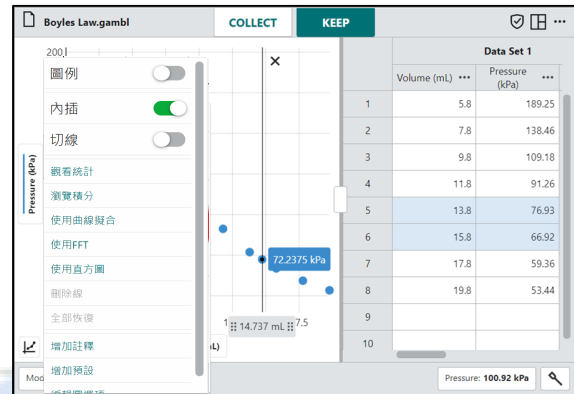 Boyles Law.gambl
COLLECT
KEEP
200
圖例
內插
切線
觀看統計
瀏覽積分
使用曲線擬合
使用FFT
使用直方圖
刪除線
全部恢復
增加註釋
增加預設
編輯圖選項
Pressure (kPa)
72.2375 kPa
14.737 mL
7.5
Data Set 1
Volume (mL) ••• Pressure (kPa) •••
1 5.8 189.25
2 7.8 138.46
3 9.8 109.18
4 11.8 91.26
5 13.8 76.93
6 15.8 66.92
7 17.8 59.36
8 19.8 53.44
9
10
Mod
Pressure: 100.92 kPa